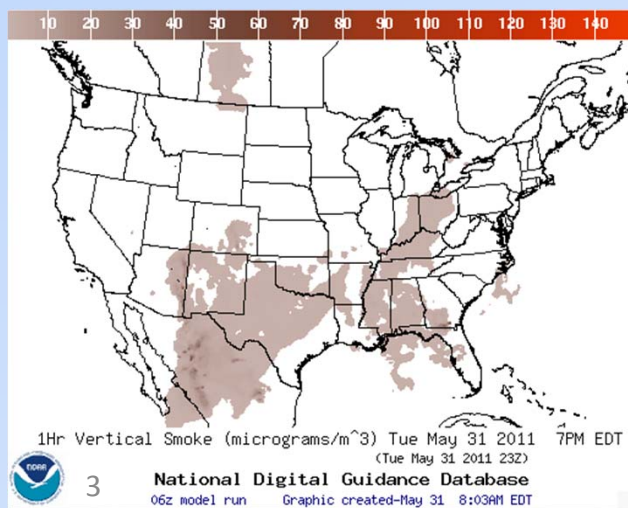 10 20 30 40 50 60 70 80 90 100 110 120 130 140
1Hr Vertical Smoke (micrograms/m^3) Tue May 31 2011 7PM EDT
(Tue May 31 2011 23Z)
NOAA
3
National Digital Guidance Database
06z model run Graphic created-May 31 8:03AM EDT